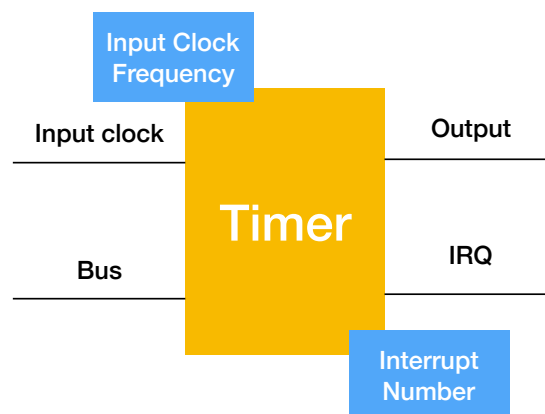 Input Clock
Frequency
Input clock
Output
Timer
Bus
IRQ
Interrupt
Number